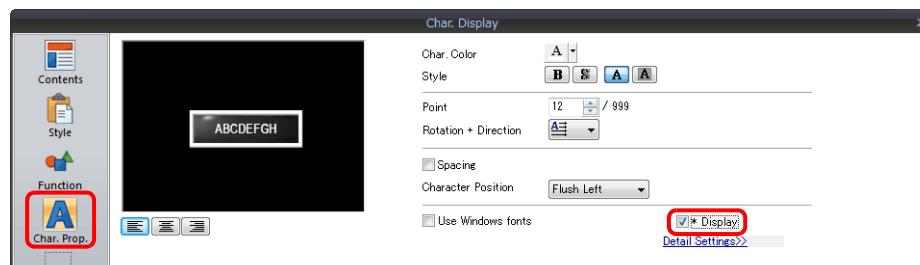 Char. Display
Contents
Style
Function
Char. Prop.
ABCDEFGH
Char. Color
A
Style
B S A A
Point
12 / 999
Rotation + Direction
A
Spacing
Character Position
Flush Left
Use Windows fonts
* Display
Detail Settings>>